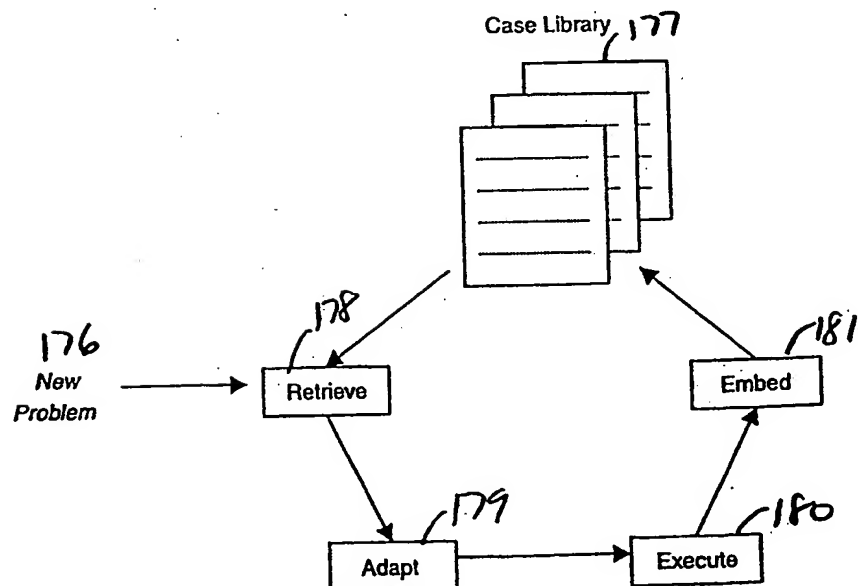 Case Library 177
178
176
New
Problem
Retrieve
181
Embed
179
Adapt
180
Execute